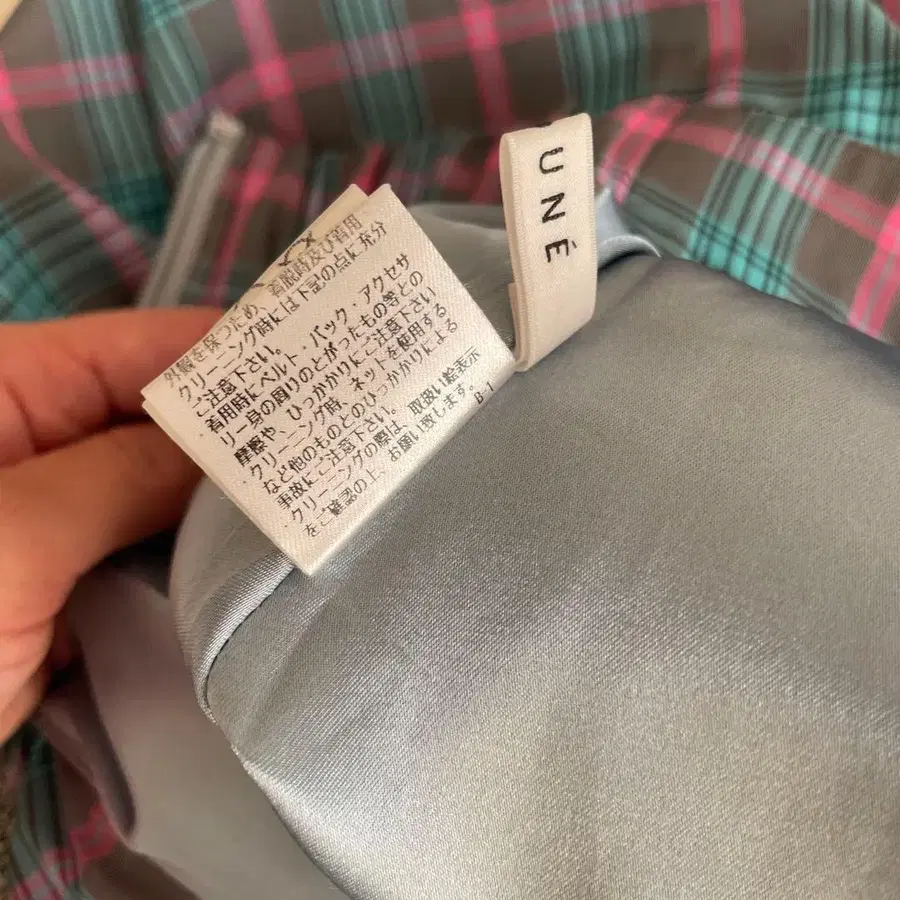 外観を保つため、着脱時及び着用
クリーニング時には下記の点に充分
ご注意下さい。
着用時にベルト・バック・アクセサ
リー身の回りのとがったもの等との
摩擦や、ひっかかりにご注意下さい
・クリーニング時、ネットを使用する
など他のものとのひっかかりによる
事故にご注意下さい。
・クリーニングの際は、取扱い絵表示
をご確認の上、お願い致します。
B-1
UNÉ